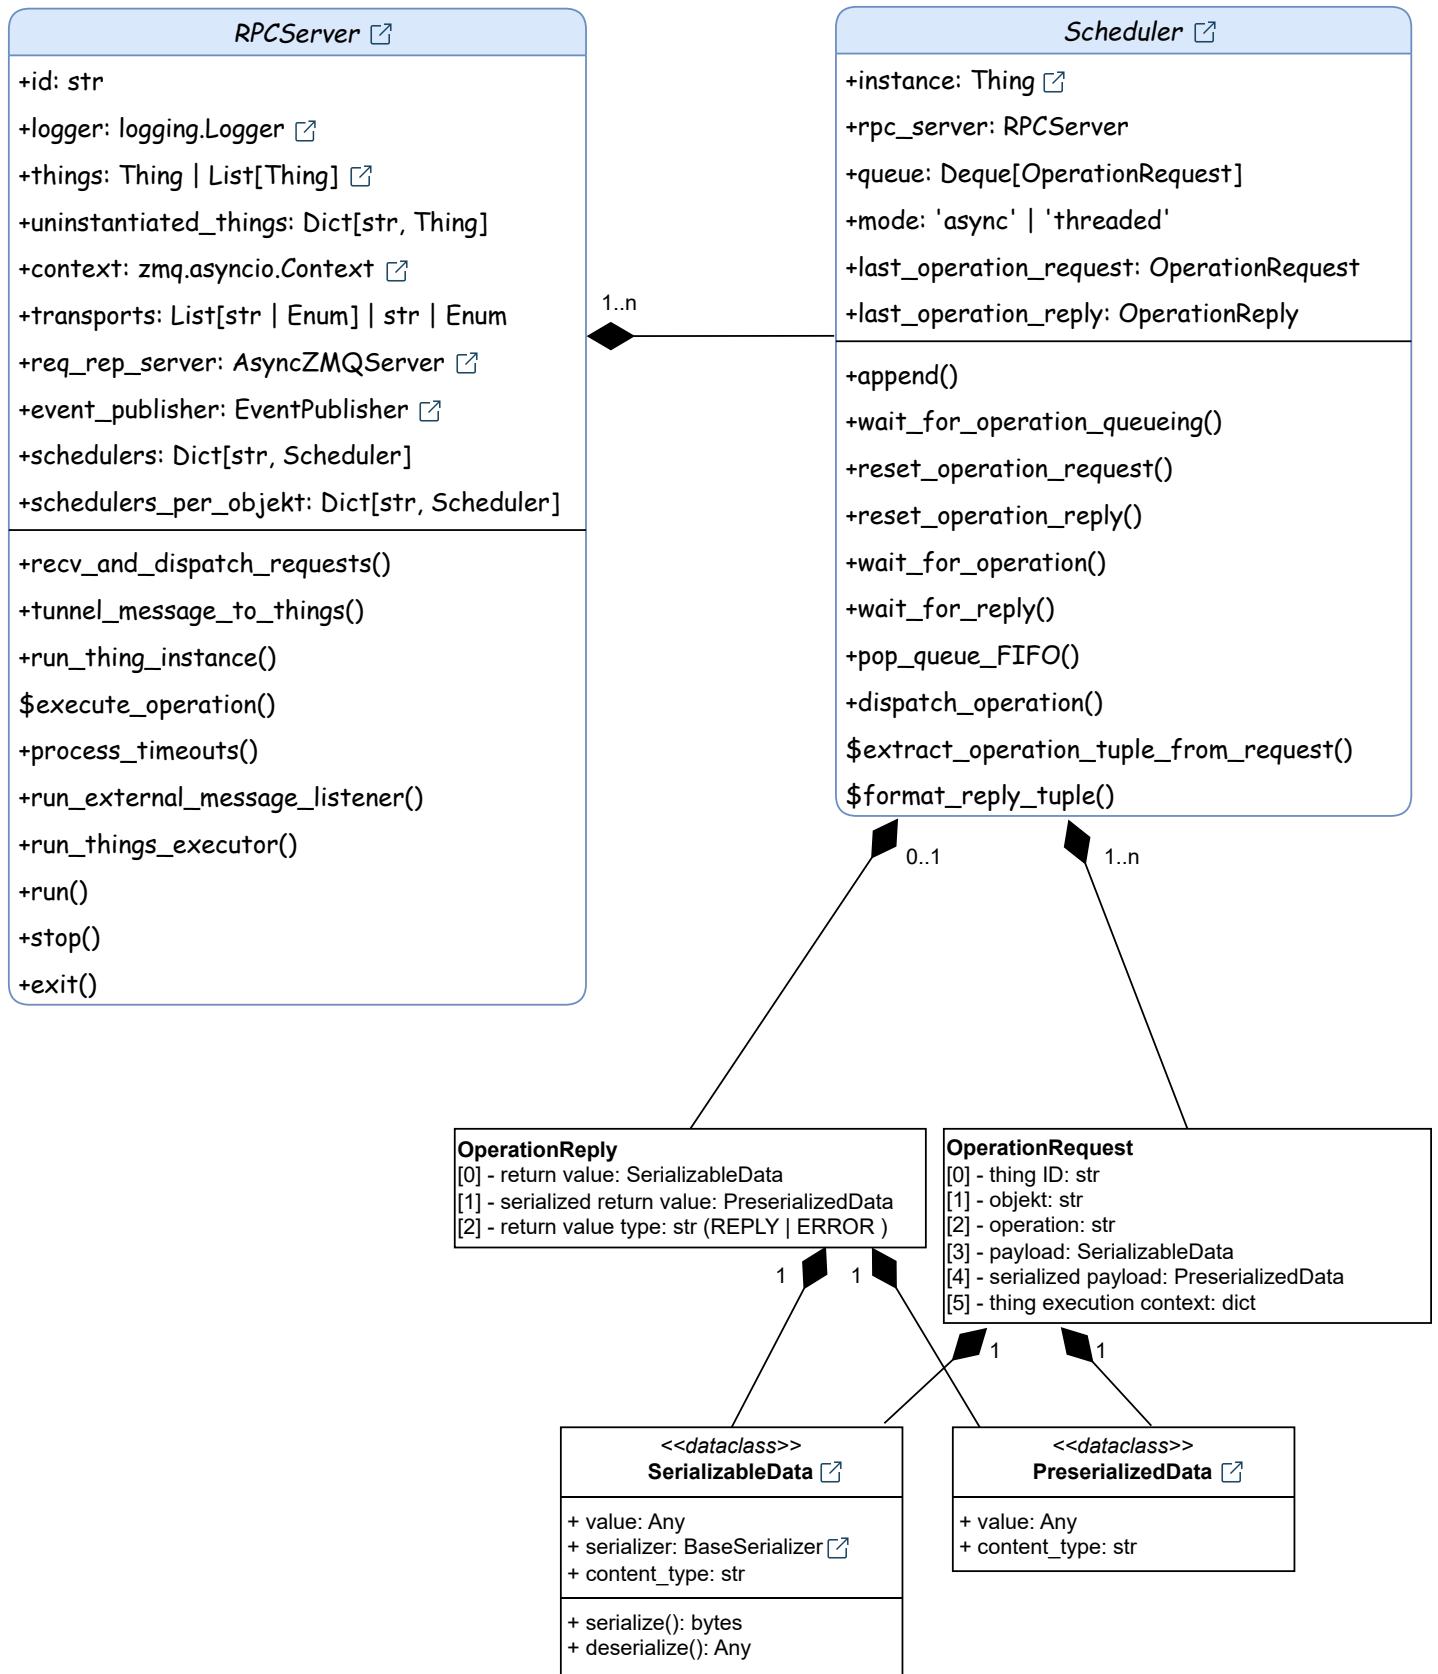 RPCServer
+id: str
+logger: logging.Logger
+things: Thing | List[Thing]
+uninstantiated_things: Dict[str, Thing]
+context: zmq.asyncio.Context
+transports: List[str | Enum] | str | Enum
+req_rep_server: AsyncZMQServer
+event_publisher: EventPublisher
+schedulers: Dict[str, Scheduler]
+schedulers_per_objekt: Dict[str, Scheduler]
+recv_and_dispatch_requests()
+tunnel_message_to_things()
+run_thing_instance()
$execute_operation()
+process_timeouts()
+run_external_message_listener()
+run_things_executor()
+run()
+stop()
+exit()
1..n
Scheduler
+instance: Thing
+rpc_server: RPCServer
+queue: Deque[OperationRequest]
+mode: 'async' | 'threaded'
+last_operation_request: OperationRequest
+last_operation_reply: OperationReply
+append()
+wait_for_operation_queueing()
+reset_operation_request()
+reset_operation_reply()
+wait_for_operation()
+wait_for_reply()
+pop_queue_FIFO()
+dispatch_operation()
$extract_operation_tuple_from_request()
$format_reply_tuple()
0..1
1..n
OperationReply
[0] - return value: SerializableData
[1] - serialized return value: PreserializedData
[2] - return value type: str (REPLY | ERROR )
OperationRequest
[0] - thing ID: str
[1] - objekt: str
[2] - operation: str
[3] - payload: SerializableData
[4] - serialized payload: PreserializedData
[5] - thing execution context: dict
1
1
1
1
<<dataclass>>
SerializableData
+ value: Any
+ serializer: BaseSerializer
+ content_type: str
+ serialize(): bytes
+ deserialize(): Any
<<dataclass>>
PreserializedData
+ value: Any
+ content_type: str